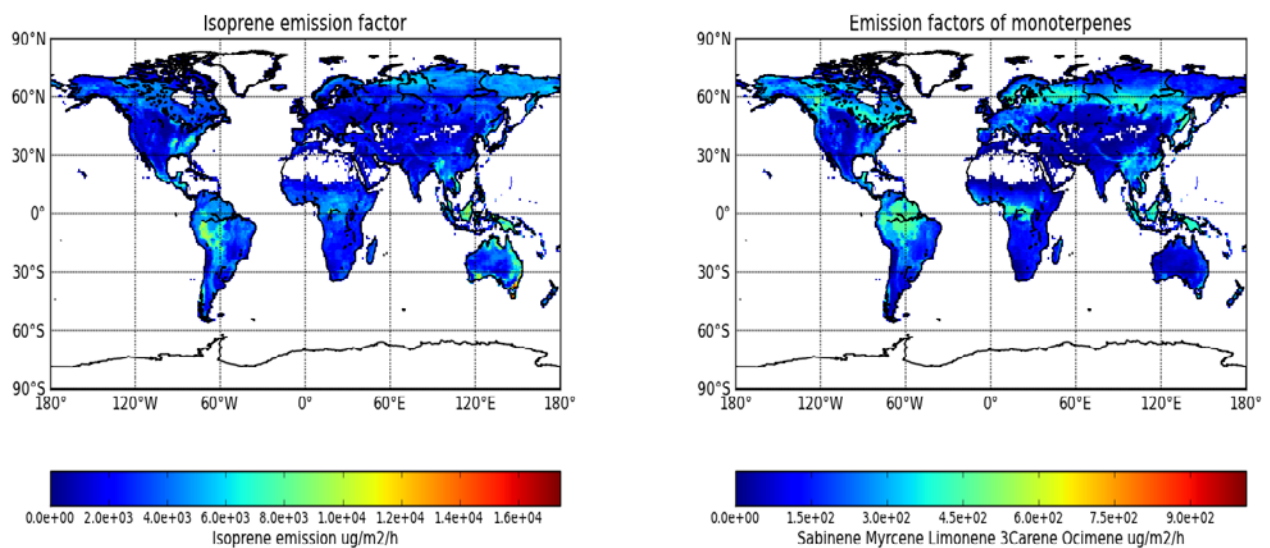 Isoprene emission factor
90°N
60°N
30°N
0°
30°S
60°S
90°S
180° 120°W 60°W 0° 60°E 120°E 180°
0.0e+00 2.0e+03 4.0e+03 6.0e+03 8.0e+03 1.0e+04 1.2e+04 1.4e+04 1.6e+04
Isoprene emission ug/m2/h
Emission factors of monoterpenes
90°N
60°N
30°N
0°
30°S
60°S
90°S
180° 120°W 60°W 0° 60°E 120°E 180°
0.0e+00 1.5e+02 3.0e+02 4.5e+02 6.0e+02 7.5e+02 9.0e+02
Sabinene Myrcene Limonene 3Carene Ocimene ug/m2/h